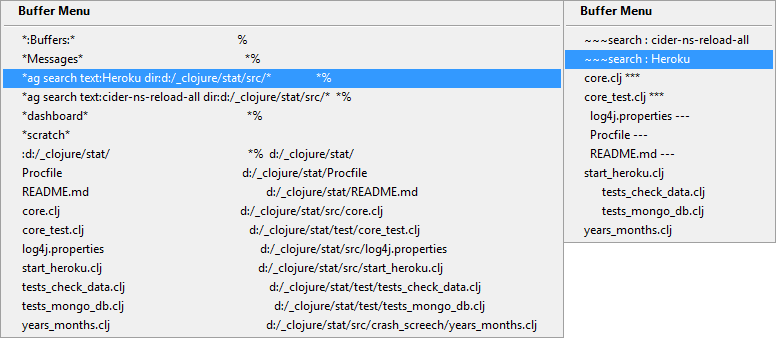 Buffer Menu
*:Buffers:* %
*Messages* *%
*ag search text:Heroku dir:d:/_clojure/stat/src/* *%
*ag search text:cider-ns-reload-all dir:d:/_clojure/stat/src/* *%
*dashboard* *%
*scratch*
:d:/_clojure/stat/ *% d:/_clojure/stat/
Procfile d:/_clojure/stat/Procfile
README.md d:/_clojure/stat/README.md
core.clj d:/_clojure/stat/src/core.clj
core_test.clj d:/_clojure/stat/test/core_test.clj
log4j.properties d:/_clojure/stat/src/log4j.properties
start_heroku.clj d:/_clojure/stat/src/start_heroku.clj
tests_check_data.clj d:/_clojure/stat/test/tests_check_data.clj
tests_mongo_db.clj d:/_clojure/stat/test/tests_mongo_db.clj
years_months.clj d:/_clojure/stat/src/crash_screech/years_months.clj
Buffer Menu
~~~search : cider-ns-reload-all
~~~search : Heroku
core.clj ***
core_test.clj ***
log4j.properties ---
Procfile ---
README.md ---
start_heroku.clj
tests_check_data.clj
tests_mongo_db.clj
years_months.clj